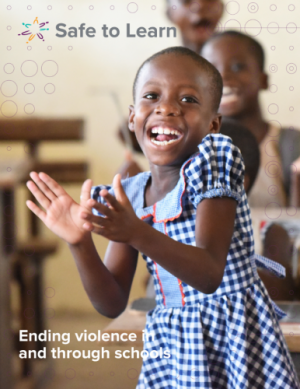 Safe to Learn
Ending violence in
and through schools